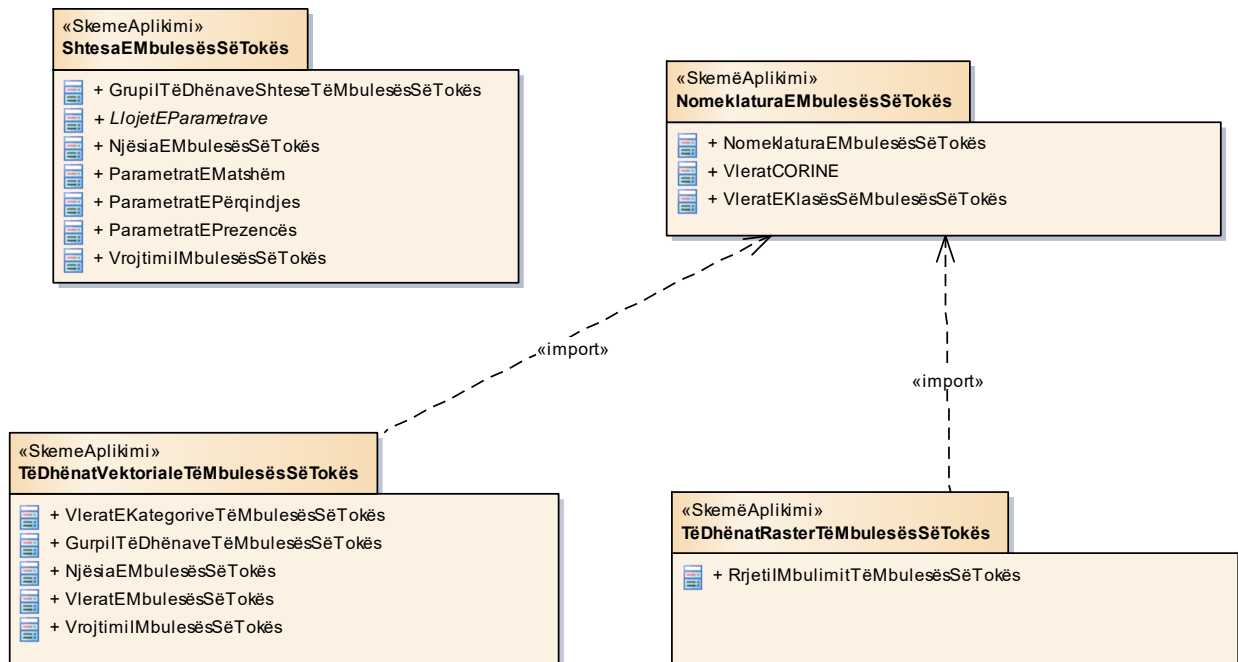 «SkemeAplikimi»
ShtesaEMbulesësSëTokës
+ GrupiITëDhënaveShteseTëMbulesësSëTokës
+ LlojetEParametrave
+ NjësiaEMbulesësSëTokës
+ ParametratEMatshëm
+ ParametratEPërqindjes
+ ParametratEPrezencës
+ VrojtimiIMbulesësSëTokës
«SkemëAplikimi»
NomeklaturaEMbulesësSëTokës
+ NomeklaturaEMbulesësSëTokës
+ VleratCORINE
+ VleratEKlasësSëMbulesësSëTokës
«import»
«import»
«SkemeAplikimi»
TëDhënatVektorialeTëMbulesësSëTokës
+ VleratEKategoriveTëMbulesësSëTokës
+ GurpiITëDhënaveTëMbulesësSëTokës
+ NjësiaEMbulesësSëTokës
+ VleratEMbulesësSëTokës
+ VrojtimiIMbulesësSëTokës
«SkemëAplikimi»
TëDhënatRasterTëMbulesësSëTokës
+ RrjetiIMbulimitTëMbulesësSëTokës